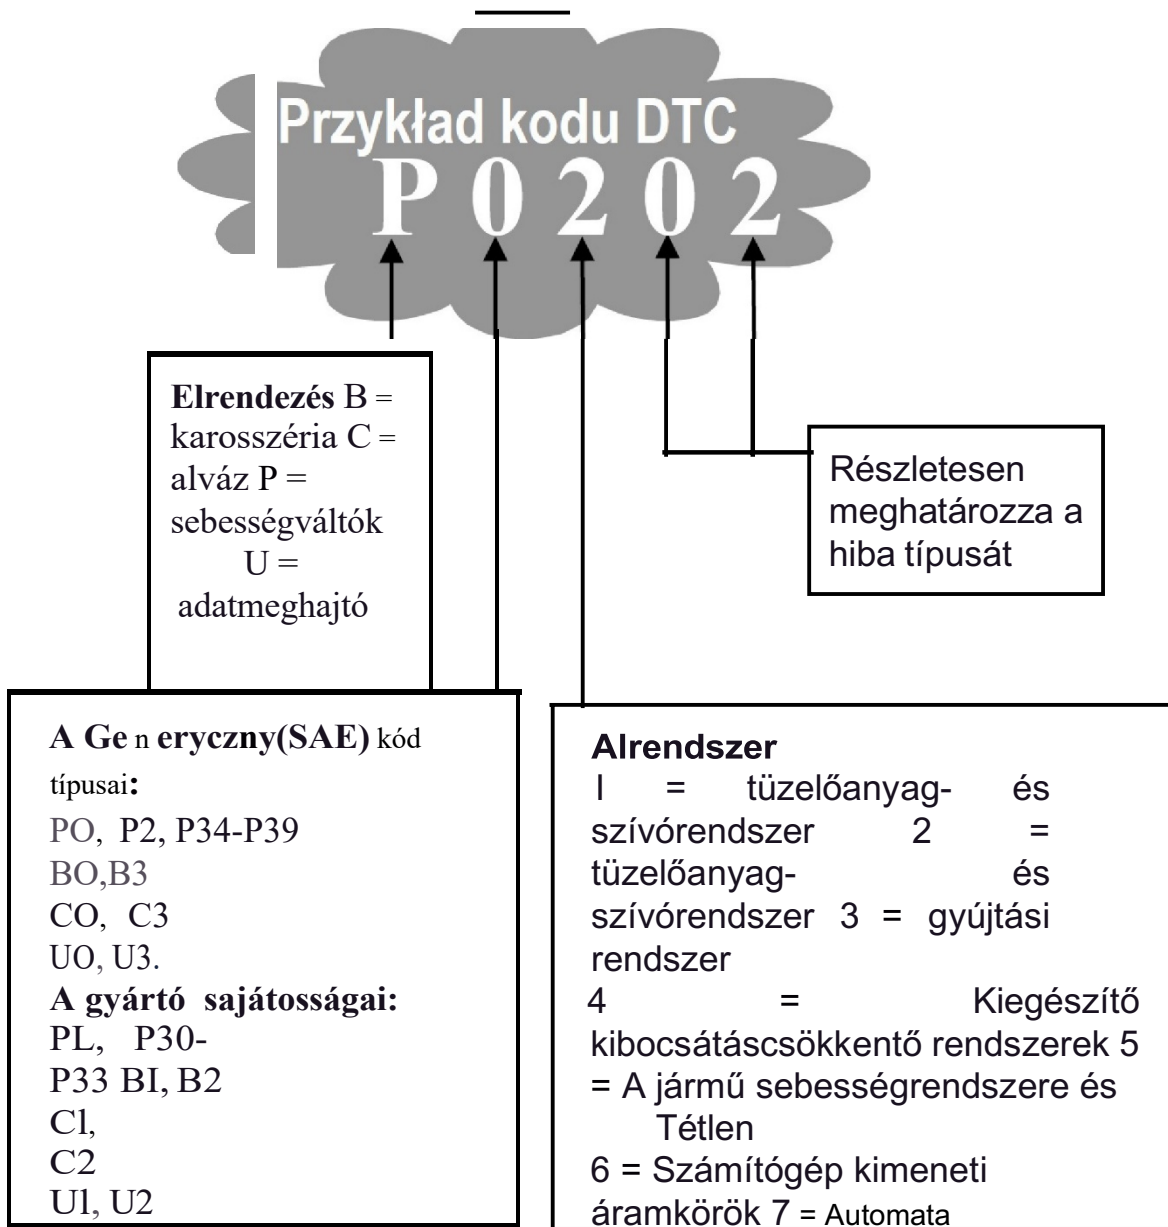 Przykład kodu DTC
P 0 2 0 2
Elrendezés B =
karosszéria C =
alváz P =
sebességváltók
U =
adatmeghajtó
Részletesen
meghatározza a
hiba típusát
A Ge n eryczny(SAE) kód
típusai:
PO, P2, P34-P39
BO,B3
CO, C3
UO, U3.
A gyártó sajátosságai:
PL, P30-
P33 BI, B2
Cl,
C2
Ul, U2
Alrendszer
I = tüzelőanyag- és
szívórendszer 2 =
tüzelőanyag- és
szívórendszer 3 = gyújtási
rendszer
4 = Kiegészítő
kibocsátáscsökkentő rendszerek 5
= A jármű sebességrendszere és
Tétlen
6 = Számítógép kimeneti
áramkörök 7 = Automata